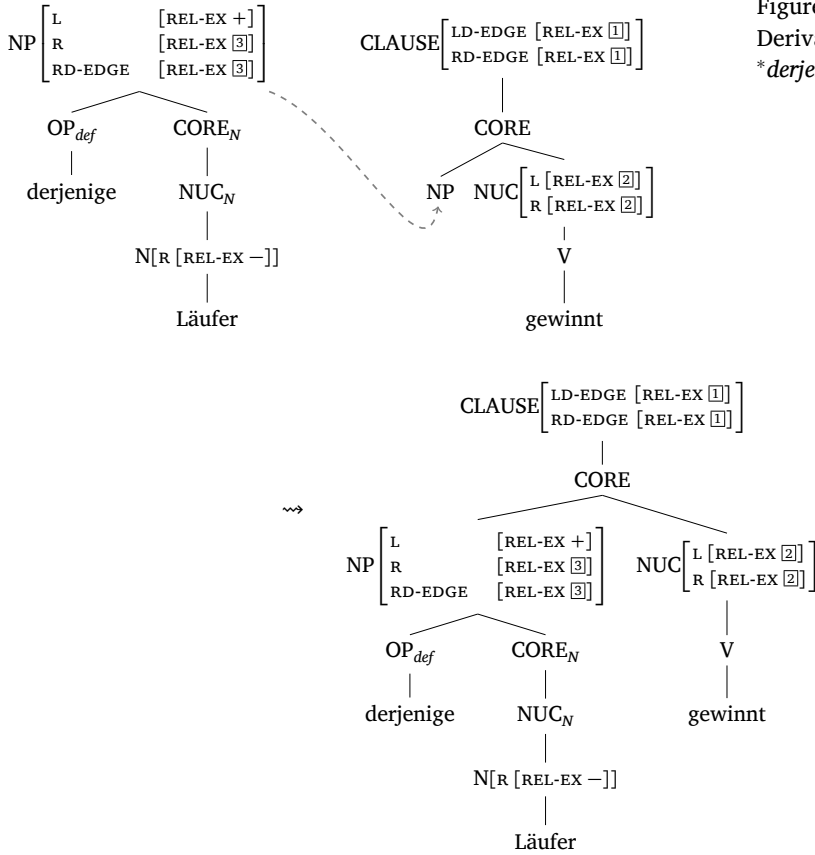 Figure
Deriva
*derje
NP [L [REL-EX +]
R [REL-EX 3]
RD-EDGE [REL-EX 3]]
CLAUSE [LD-EDGE [REL-EX 1]
RD-EDGE [REL-EX 1]]
OP_def CORE_N
CORE
derjenige NUC_N
NP NUC [L [REL-EX 2]
R [REL-EX 2]]
N[R [REL-EX −]]
V
Läufer
gewinnt
CLAUSE [LD-EDGE [REL-EX 1]
RD-EDGE [REL-EX 1]]
CORE
⇝
NP [L [REL-EX +]
R [REL-EX 3]
RD-EDGE [REL-EX 3]]
NUC [L [REL-EX 2]
R [REL-EX 2]]
OP_def CORE_N V
derjenige NUC_N gewinnt
N[R [REL-EX −]]
Läufer